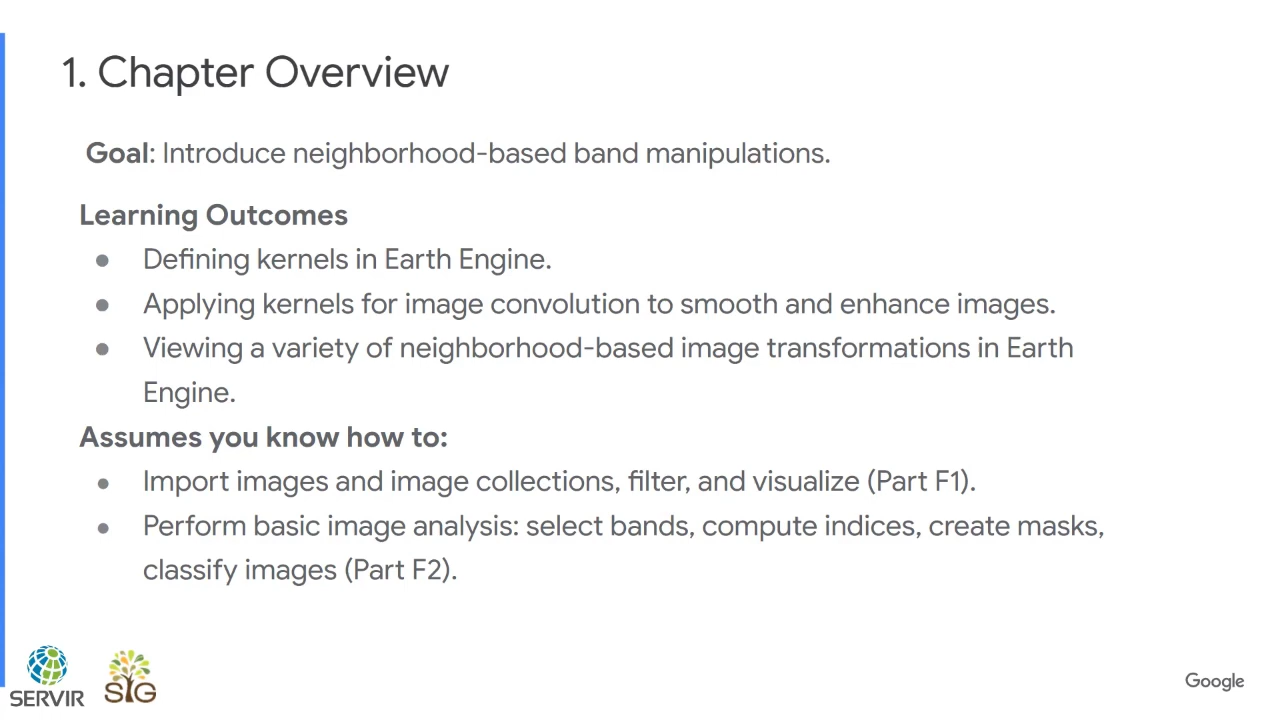 1. Chapter Overview
Goal: Introduce neighborhood-based band manipulations.
Learning Outcomes
● Defining kernels in Earth Engine.
● Applying kernels for image convolution to smooth and enhance images.
● Viewing a variety of neighborhood-based image transformations in Earth
Engine.
Assumes you know how to:
● Import images and image collections, filter, and visualize (Part F1).
● Perform basic image analysis: select bands, compute indices, create masks,
classify images (Part F2).
SERVIR
SIG
Google